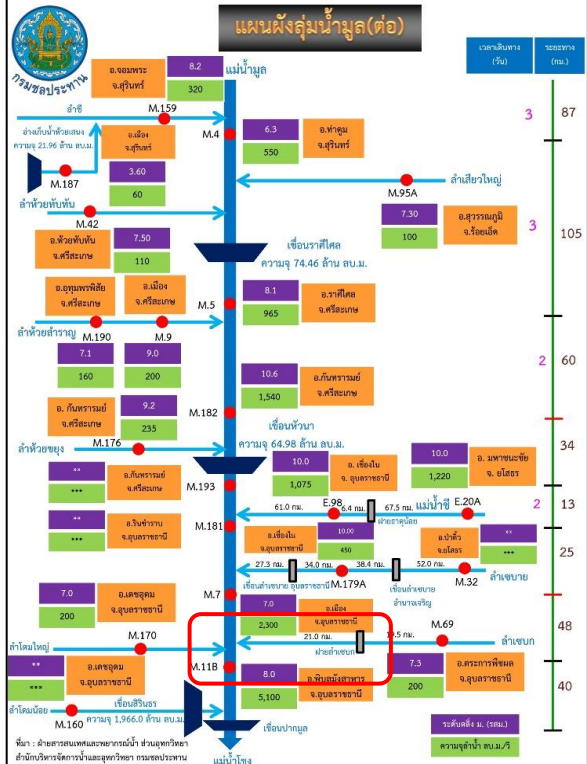 แผนผังลุ่มน้ำมูล(ต่อ)
กรมชลประทาน
เวลาเดินทาง
(วัน)
ระยะทาง
(กม.)
อ.จอมพระ
จ.สุรินทร์
8.2
320
แม่น้ำมูล
ลำชี
M.159
3
87
อ่างเก็บน้ำห้วยเสนง
ความจุ 21.96 ล้าน ลบ.ม.
M.187
อ.เมือง
จ.สุรินทร์
3.60
60
M.4
6.3
550
อ.ท่าตูม
จ.สุรินทร์
M.95A
ลำเสียวใหญ่
7.30
100
อ.สุวรรณภูมิ
จ.ร้อยเอ็ด
3
105
ลำห้วยทับทัน
M.42
อ.ห้วยทับทัน
จ.ศรีสะเกษ
7.50
110
เขื่อนราศีไศล
ความจุ 74.46 ล้าน ลบ.ม.
อ.อุทุมพรพิสัย
จ.ศรีสะเกษ
อ.เมือง
จ.ศรีสะเกษ
M.5
8.1
965
อ.ราศีไศล
จ.ศรีสะเกษ
ลำห้วยสำราญ
M.190
M.9
7.1
160
9.0
200
2
60
10.6
1,540
อ.กันทรารมย์
จ.ศรีสะเกษ
M.182
อ. กันทรารมย์
จ.ศรีสะเกษ
9.2
235
M.176
ลำห้วยขยุง
เขื่อนหัวนา
ความจุ 64.98 ล้าน ลบ.ม.
34
**
***
อ.กันทรารมย์
จ.ศรีสะเกษ
M.193
10.0
1,075
อ. เขื่องใน
จ. อุบลราชธานี
10.0
1,220
อ. มหาชนะชัย
จ. ยโสธร
61.0 กม.
E.98
6.4 กม.
67.5 กม.
แม่น้ำชี
E.20A
ฝายธาตุน้อย
2
13
**
***
อ.วารินชำราบ
จ.อุบลราชธานี
M.181
อ.เขื่องใน
จ.อุบลราชธานี
10.00
450
อ.ป่าติ้ว
จ.ยโสธร
**
***
25
27.3 กม.
34.0 กม.
38.4 กม.
52.0 กม.
เขื่อนลำเซบาย อุบลราชธานี
M.179A
เขื่อนลำเซบาย
อำนาจเจริญ
M.32
ลำเซบาย
7.0
200
อ.เดชอุดม
จ.อุบลราชธานี
M.7
7.0
2,300
อ.เมือง
จ.อุบลราชธานี
48
M.170
ลำโดมใหญ่
21.0 กม.
19.5 กม.
ฝายลำเซบก
M.69
ลำเซบก
**
***
อ.เดชอุดม
จ.อุบลราชธานี
M.11B
8.0
5,100
อ.พิบูลมังสาหาร
จ.อุบลราชธานี
7.3
200
อ.ตระการพืชผล
จ.อุบลราชธานี
40
ลำโดมน้อย
M.160
เขื่อนสิรินธร
ความจุ 1,966.0 ล้าน ลบ.ม.
เขื่อนปากมูล
แม่น้ำโขง
ระดับตลิ่ง ม. (รสม.)
ความจุลำน้ำ ลบ.ม./วิ
ที่มา : ฝ่ายสารสนเทศและพยากรณ์น้ำ ส่วนอุทกวิทยา
สำนักบริหารจัดการน้ำและอุทกวิทยา กรมชลประทาน